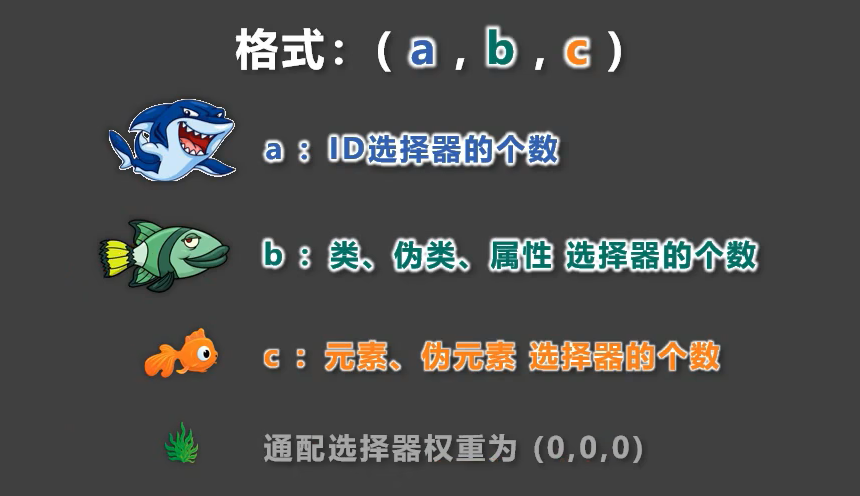 格式：( a , b , c )
a ：ID选择器的个数
b ：类、伪类、属性 选择器的个数
c ：元素、伪元素 选择器的个数
通配选择器权重为 (0,0,0)